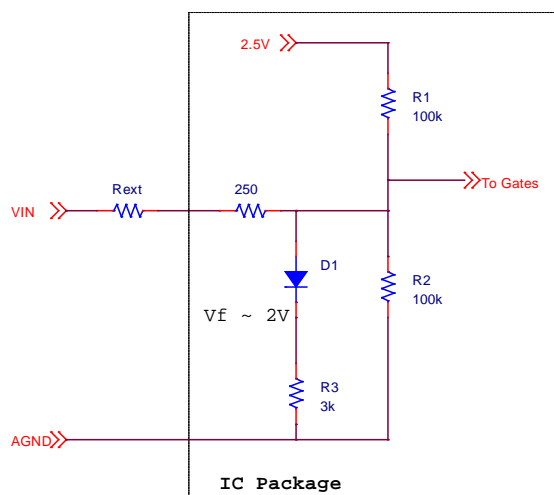 2.5V
R1
100k
To Gates
Rext
250
VIN
D1
R2
100k
Vf ~ 2V
R3
3k
AGND
IC Package